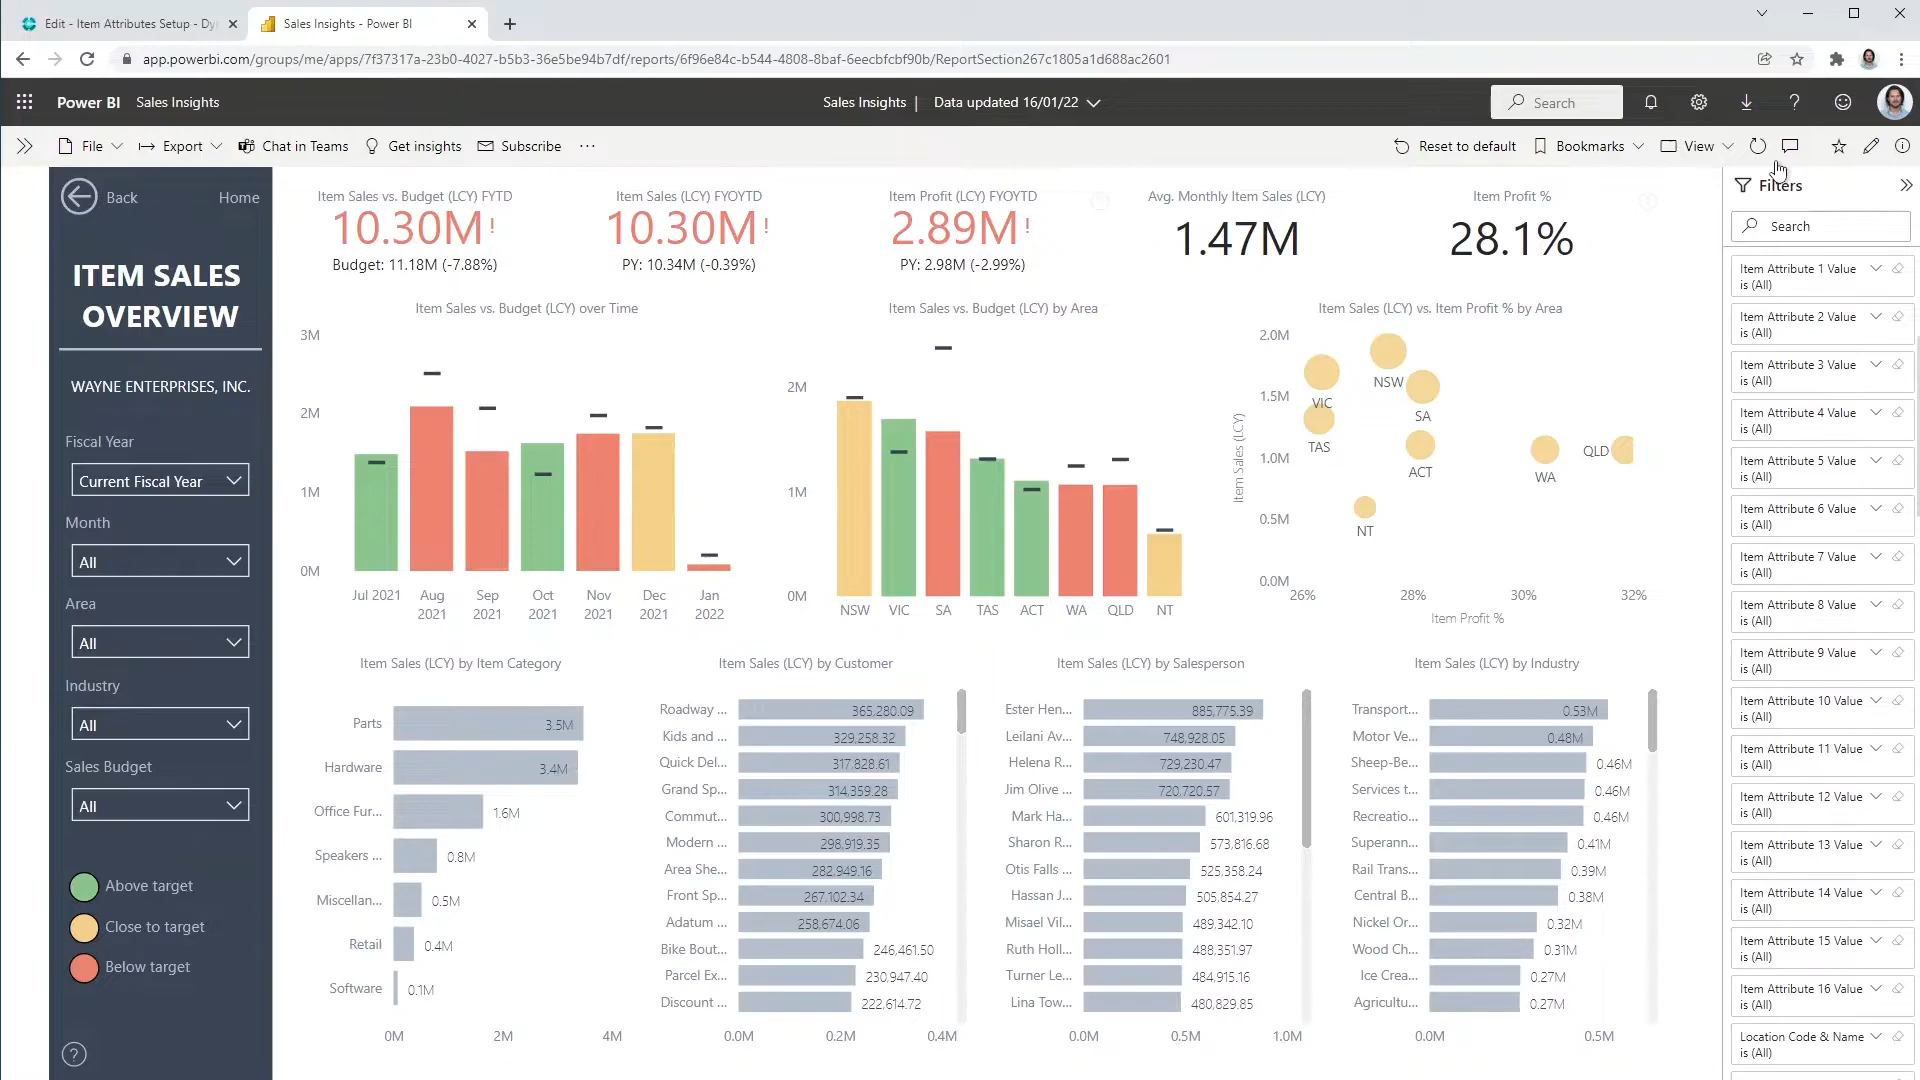 Edit - Item Attributes Setup - Dy
Sales Insights - Power BI
app.powerbi.com/groups/me/apps/7f37317a-23b0-4027-b5b3-36e5be94b7df/reports/6f96e84c-b544-4808-8baf-6eecbfcbf90b/ReportSection267c1805a1d688ac2601
Power BI Sales Insights
Sales Insights | Data updated 16/01/22
Search
File Export Chat in Teams Get insights Subscribe ...
Reset to default Bookmarks View
Back Home
ITEM SALES
OVERVIEW
WAYNE ENTERPRISES, INC.
Fiscal Year
Current Fiscal Year
Month
All
Area
All
Industry
All
Sales Budget
All
Above target
Close to target
Below target
?
Item Sales vs. Budget (LCY) FYTD
10.30M!
Budget: 11.18M (-7.88%)
Item Sales (LCY) FYOYTD
10.30M!
PY: 10.34M (-0.39%)
Item Profit (LCY) FYOYTD
2.89M!
PY: 2.98M (-2.99%)
Avg. Monthly Item Sales (LCY)
1.47M
Item Profit %
28.1%
Item Sales vs. Budget (LCY) over Time
3M
2M
1M
0M
Jul 2021
Aug 2021
Sep 2021
Oct 2021
Nov 2021
Dec 2021
Jan 2022
Item Sales vs. Budget (LCY) by Area
2M
1M
0M
NSW VIC SA TAS ACT WA QLD NT
Item Sales (LCY) vs. Item Profit % by Area
Item Sales (LCY)
2.0M
1.5M
1.0M
0.5M
0.0M
NSW
VIC
SA
TAS
ACT
WA
QLD
NT
26% 28% 30% 32%
Item Profit %
Item Sales (LCY) by Item Category
Parts 3.5M
Hardware 3.4M
Office Fur... 1.6M
Speakers ... 0.8M
Miscellan... 0.5M
Retail 0.4M
Software 0.1M
0M 2M 4M
Item Sales (LCY) by Customer
Roadway ... 365,280.09
Kids and ... 329,258.32
Quick Del... 317,828.61
Grand Sp... 314,359.28
Commut... 300,998.73
Modern ... 298,919.35
Area She... 282,949.16
Front Sp... 267,102.34
Adatum ... 258,674.06
Bike Bout... 246,461.50
Parcel Ex... 230,947.40
Discount ... 222,614.72
0.0M 0.2M 0.4M
Item Sales (LCY) by Salesperson
Ester Hen... 885,775.39
Leilani Av... 748,928.05
Helena R... 729,230.47
Jim Olive ... 720,720.57
Mark Ha... 601,319.96
Sharon R... 573,816.68
Otis Falls ... 525,358.24
Hassan J... 505,854.27
Misael Vil... 489,342.10
Ruth Holl... 488,351.97
Turner Le... 484,915.16
Lina Tow... 480,829.85
0.0M 0.5M 1.0M
Item Sales (LCY) by Industry
Transport... 0.53M
Motor Ve... 0.48M
Sheep-Be... 0.46M
Services t... 0.46M
Recreatio... 0.46M
Superann... 0.41M
Rail Trans... 0.39M
Central B... 0.38M
Nickel Or... 0.32M
Wood Ch... 0.31M
Ice Crea... 0.27M
Agricultu... 0.27M
0.0M 0.5M
Filters
Search
Item Attribute 1 Value
is (All)
Item Attribute 2 Value
is (All)
Item Attribute 3 Value
is (All)
Item Attribute 4 Value
is (All)
Item Attribute 5 Value
is (All)
Item Attribute 6 Value
is (All)
Item Attribute 7 Value
is (All)
Item Attribute 8 Value
is (All)
Item Attribute 9 Value
is (All)
Item Attribute 10 Value
is (All)
Item Attribute 11 Value
is (All)
Item Attribute 12 Value
is (All)
Item Attribute 13 Value
is (All)
Item Attribute 14 Value
is (All)
Item Attribute 15 Value
is (All)
Item Attribute 16 Value
is (All)
Location Code & Name
is (All)